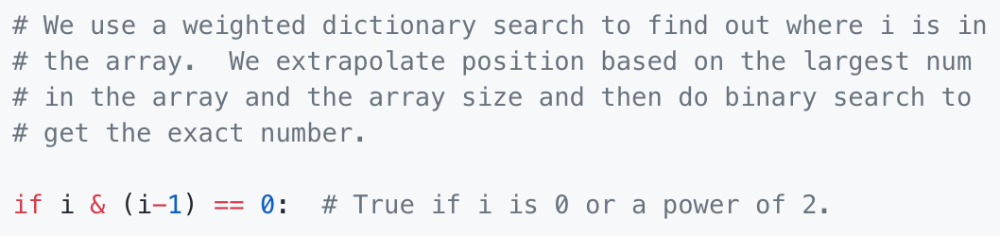 # We use a weighted dictionary search to find out where i is in
# the array.  We extrapolate position based on the largest num
# in the array and the array size and then do binary search to
# get the exact number.
if i & (i-1) == 0:  # True if i is 0 or a power of 2.